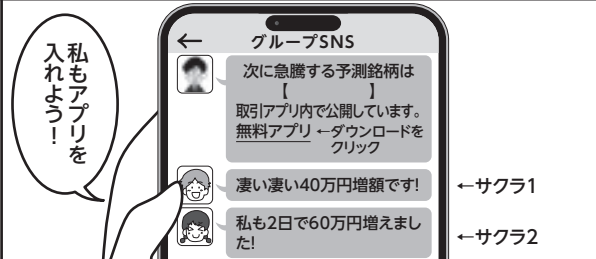 私もアプリを
入れよう!
←
グループSNS
次に急騰する予測銘柄は
【　　　　　】
取引アプリ内で公開しています。
無料アプリ ←ダウンロードを
クリック
凄い凄い40万円増額です!
←サクラ1
私も2日で60万円増えまし
た!
←サクラ2